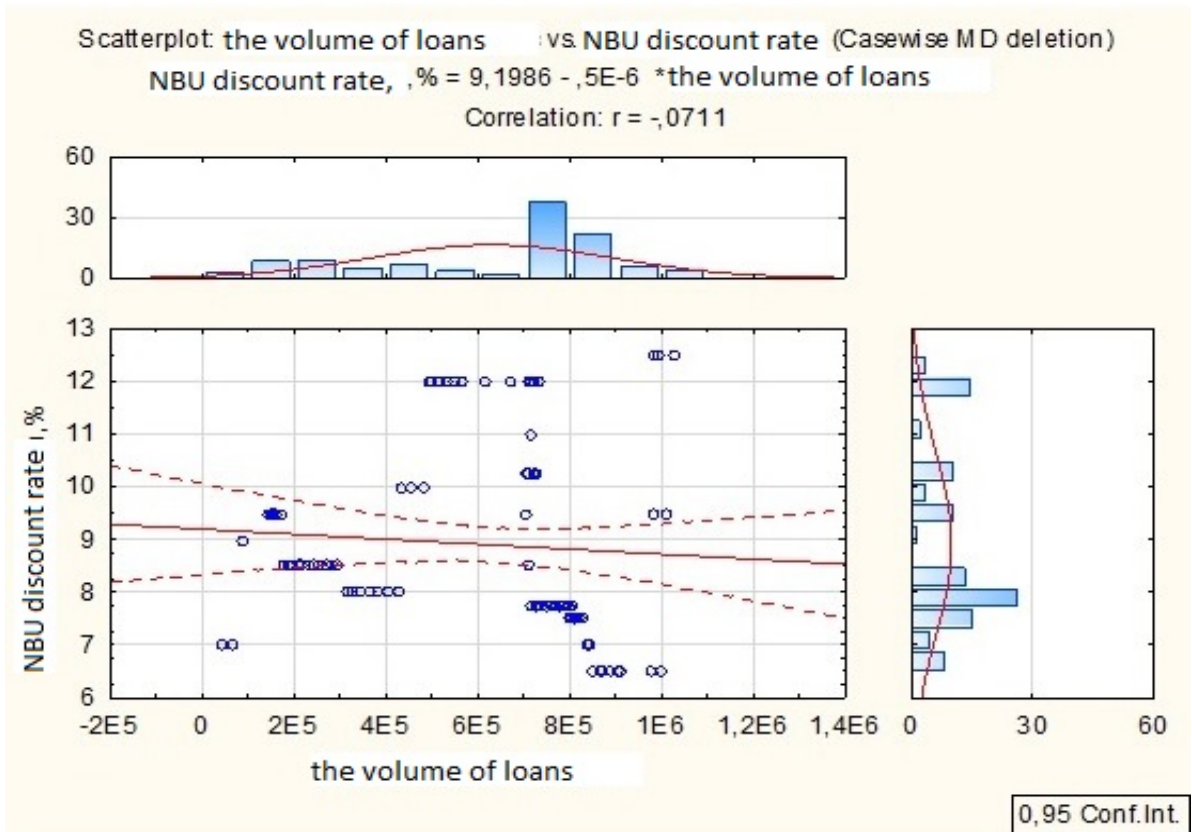 Scatterplot: the volume of loans vs. NBU discount rate (Casewise MD deletion)
NBU discount rate, ,% = 9,1986 - ,5E-6 *the volume of loans
Correlation: r = -,0711
60
30
0
13
12
11
10
9
8
7
6
NBU discount rate ,%
-2E5 0 2E5 4E5 6E5 8E5 1E6 1,2E6 1,4E6
the volume of loans
0 30 60
0,95 Conf.Int.